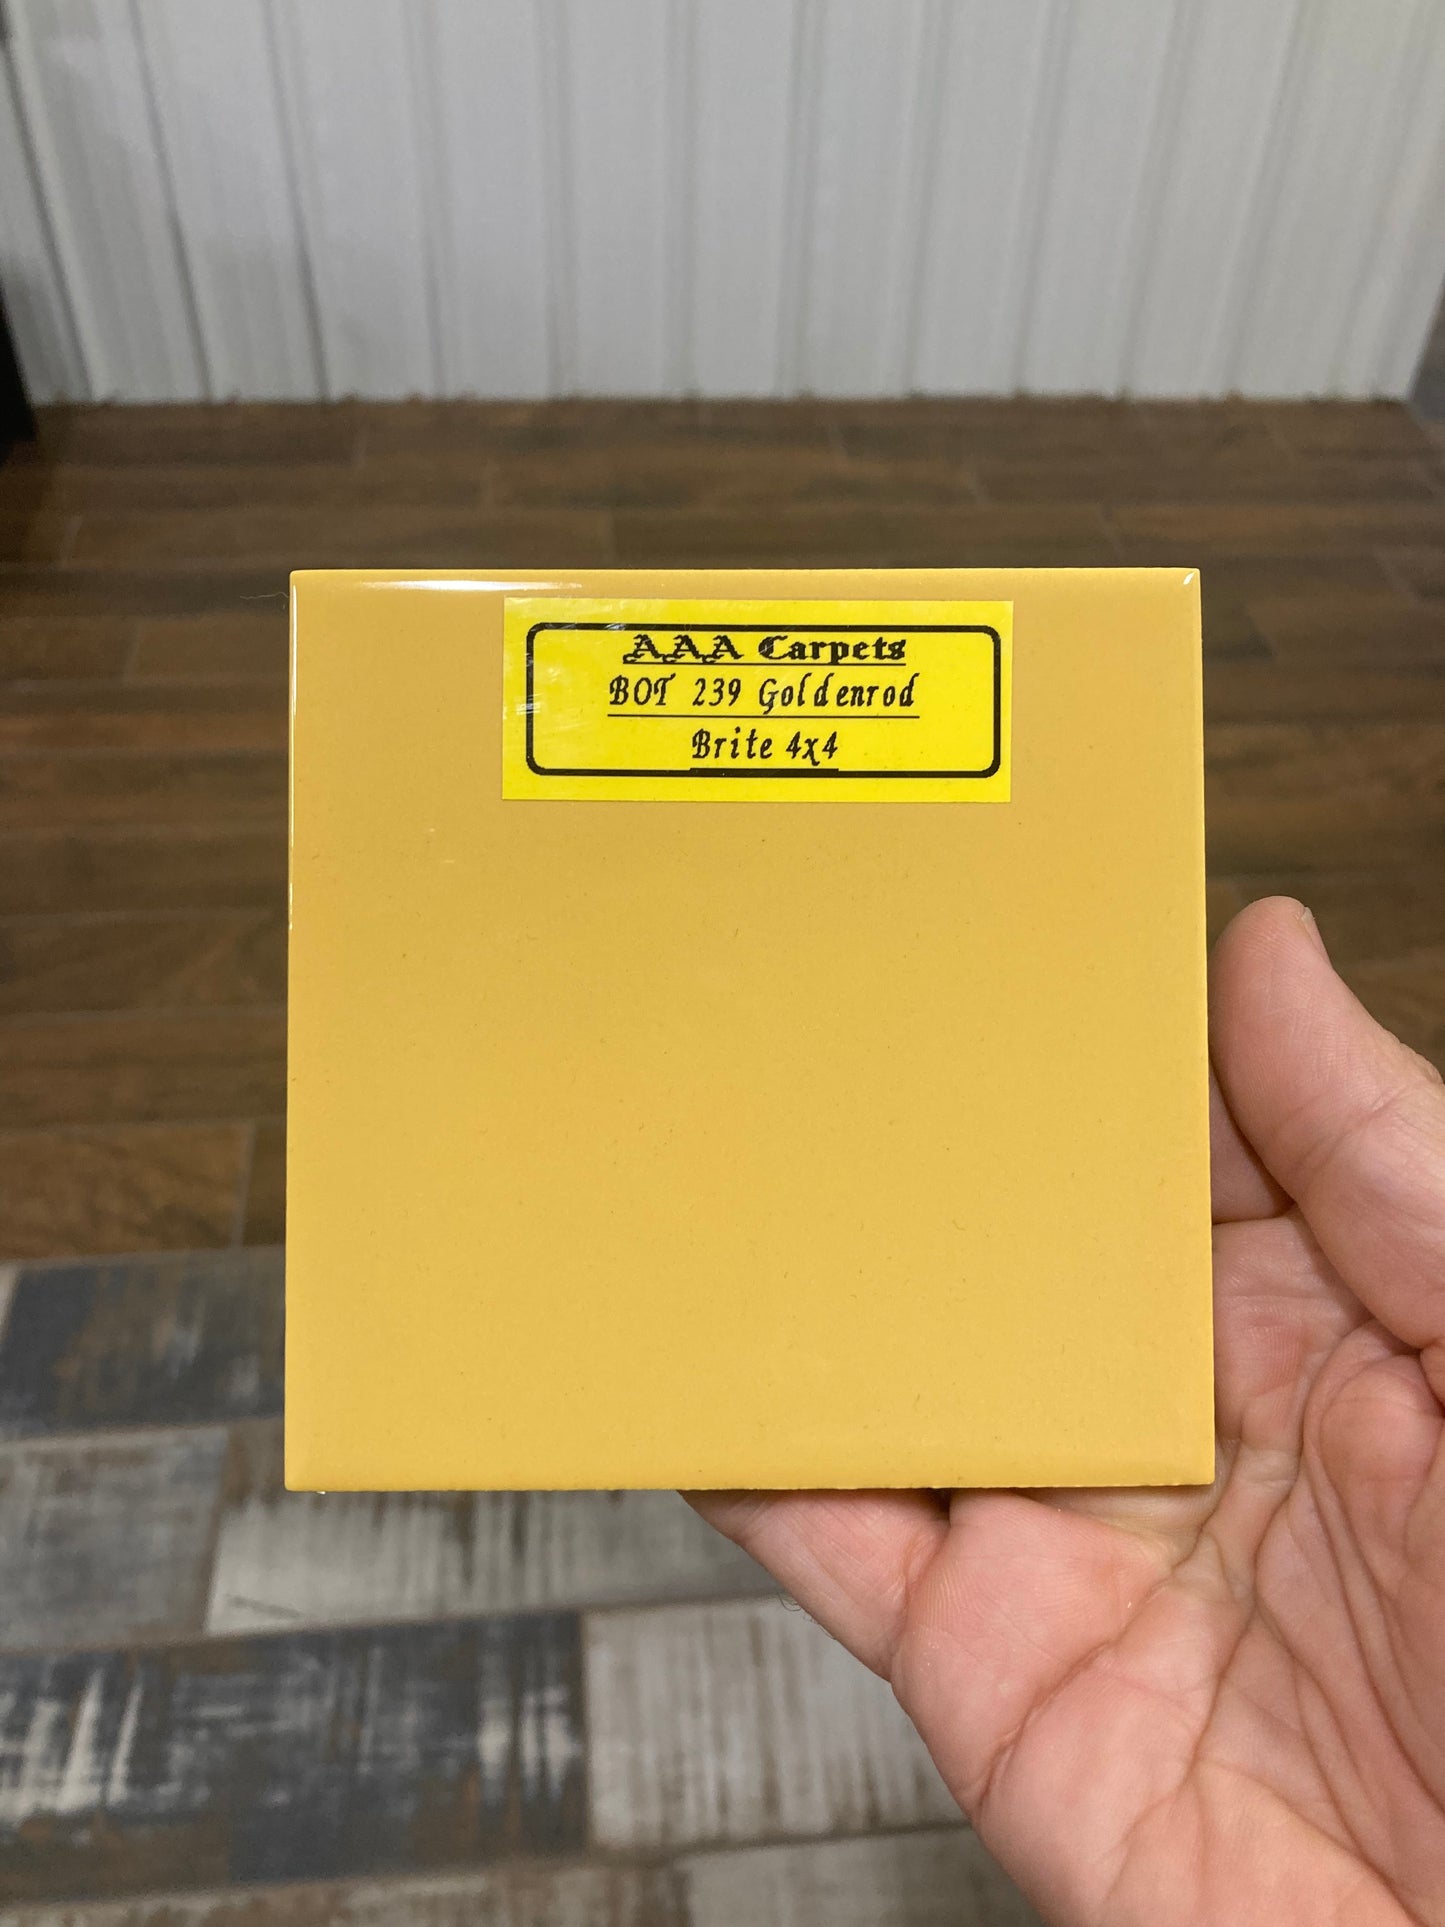 AAA Carpets
BOT 239 Goldenrod
Brite 4x4